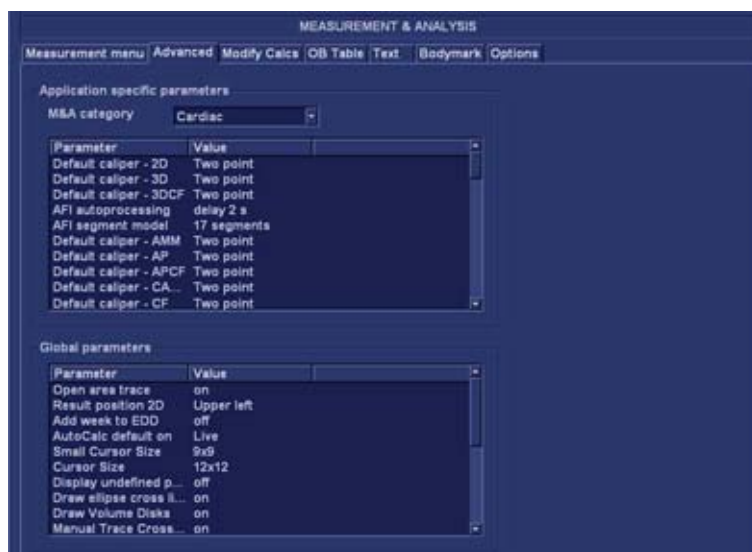 MEASUREMENT & ANALYSIS
Measurement menu Advanced Modify Calcs OB Table Text Bodymark Options
Application specific parameters
M&A category Cardiac
Parameter Value
Default caliper - 2D Two point
Default caliper - 3D Two point
Default caliper - 3DCF Two point
AFI autoprocessing delay 2 s
AFI segment model 17 segments
Default caliper - AMM Two point
Default caliper - AP Two point
Default caliper - APCF Two point
Default caliper - CA... Two point
Default caliper - CF Two point
Global parameters
Parameter Value
Open area trace on
Result position 2D Upper left
Add week to EDD off
AutoCalc default on Live
Small Cursor Size 9x9
Cursor Size 12x12
Display undefined p... off
Draw ellipse cross li... on
Draw Volume Disks on
Manual Trace Cross... on